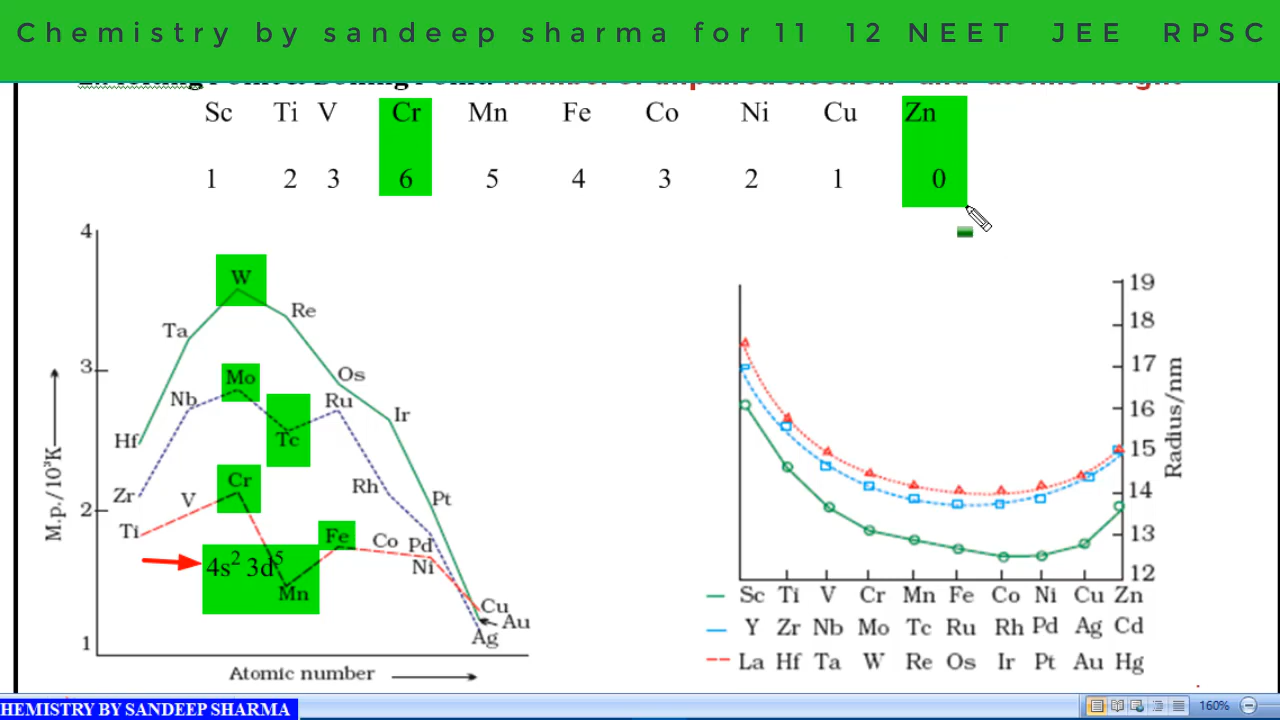 Chemistry by sandeep sharma for 11 12 NEET JEE RPSC
Sc Ti V Cr Mn Fe Co Ni Cu Zn
1 2 3 6 5 4 3 2 1 0
4
3
2
1
M.p./10³K
W
Re
Ta
Mo
Os
Nb
Ru
Ir
Hf
Tc
Cr
Rh
Zr
V
Pt
Ti
Fe
Co
Pd
Ni
4s² 3d⁵
Mn
Cu
Au
Ag
Atomic number
19
18
17
16
15
14
13
12
Radius/nm
Sc Ti V Cr Mn Fe Co Ni Cu Zn
Y Zr Nb Mo Tc Ru Rh Pd Ag Cd
La Hf Ta W Re Os Ir Pt Au Hg
HEMISTRY BY SANDEEP SHARMA
160%